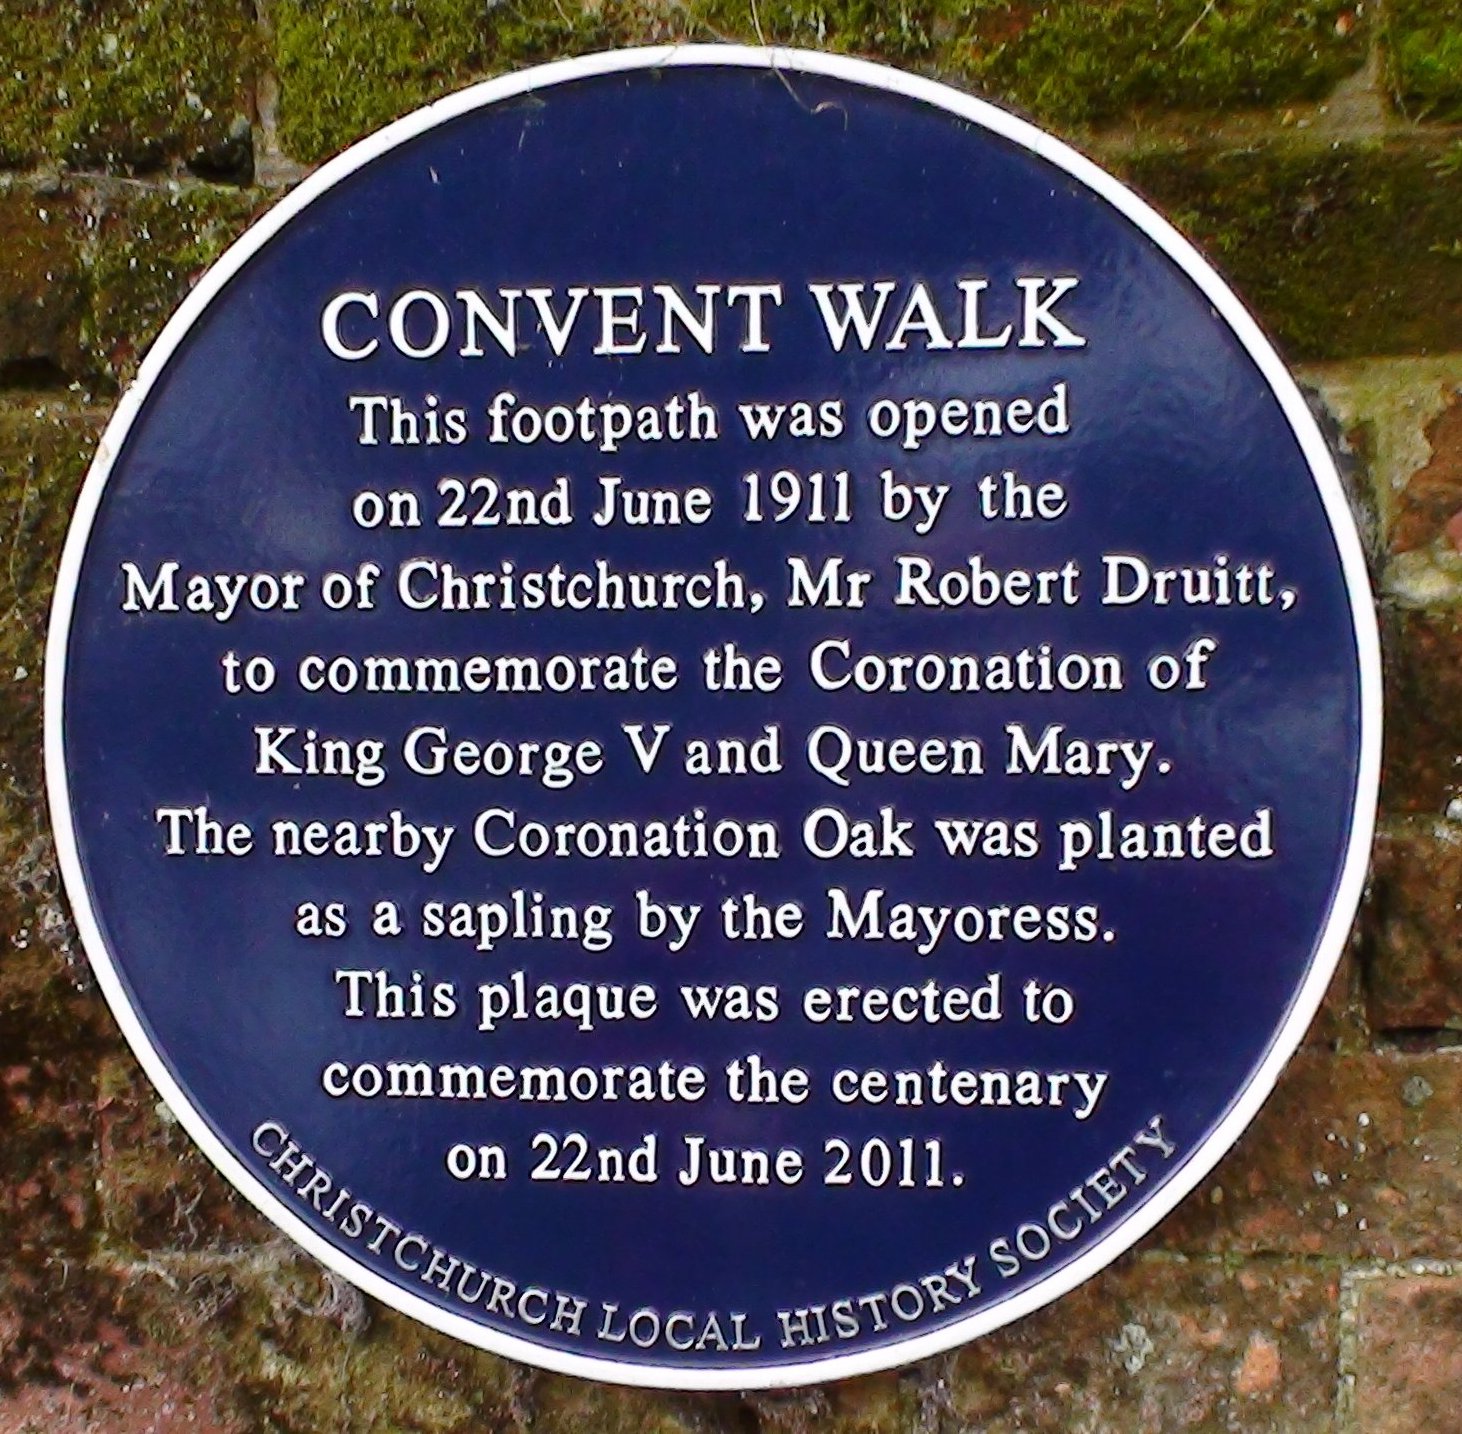 CONVENT WALK
This footpath was opened
on 22nd June 1911 by the
Mayor of Christchurch, Mr Robert Druitt,
to commemorate the Coronation of
King George V and Queen Mary.
The nearby Coronation Oak was planted
as a sapling by the Mayoress.
This plaque was erected to
commemorate the centenary
on 22nd June 2011.
CHRISTCHURCH LOCAL HISTORY SOCIETY